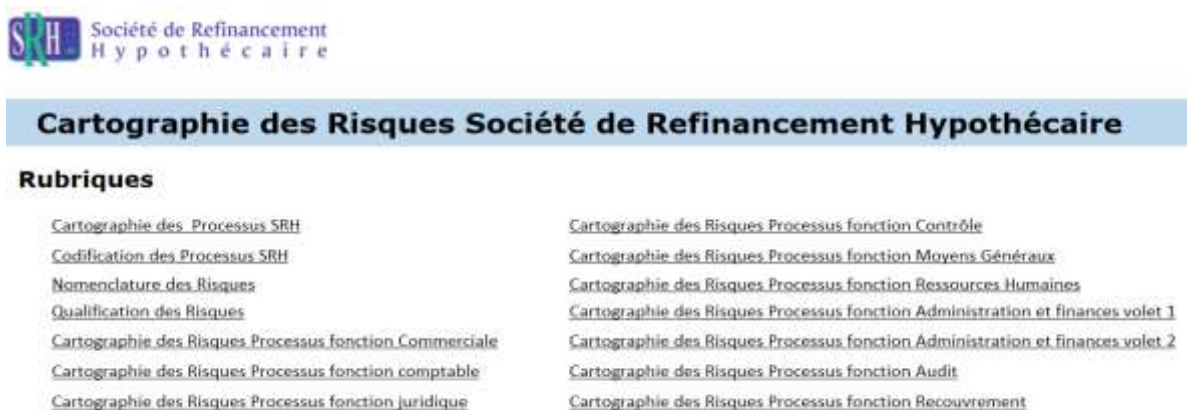 SRH
Société de Refinancement
Hypothécaire
Cartographie des Risques Société de Refinancement Hypothécaire
Rubriques
Cartographie des Processus SRH
Codification des Processus SRH
Nomenclature des Risques
Qualification des Risques
Cartographie des Risques Processus fonction Commerciale
Cartographie des Risques Processus fonction comptable
Cartographie des Risques Processus fonction juridique
Cartographie des Risques Processus fonction Contrôle
Cartographie des Risques Processus fonction Moyens Généraux
Cartographie des Risques Processus fonction Ressources Humaines
Cartographie des Risques Processus fonction Administration et finances volet 1
Cartographie des Risques Processus fonction Administration et finances volet 2
Cartographie des Risques Processus fonction Audit
Cartographie des Risques Processus fonction Recouvrement